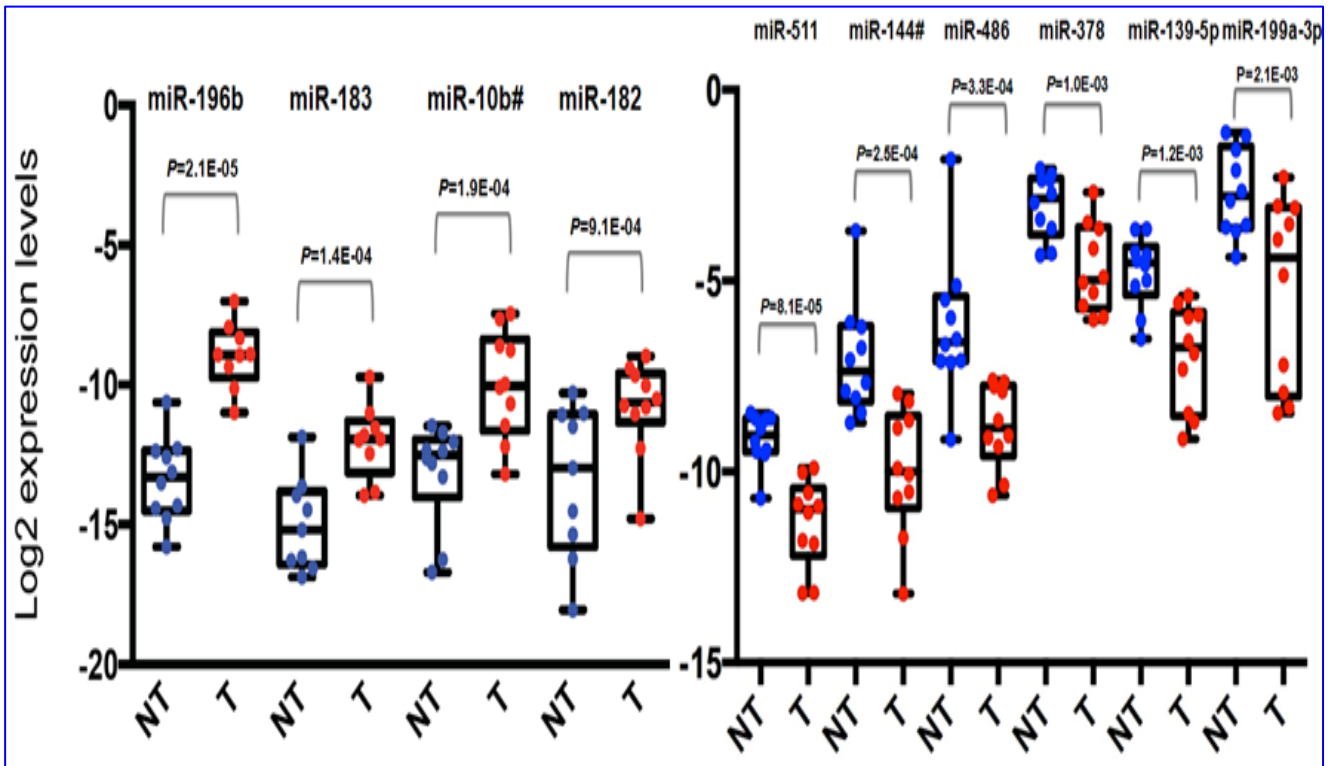 Log2 expression levels
miR-196b miR-183 miR-10b# miR-182
0
-5
-10
-15
-20
P=2.1E-05
P=1.4E-04
P=1.9E-04
P=9.1E-04
NT T NT T NT T NT T
miR-511 miR-144# miR-486 miR-378 miR-139-5p miR-199a-3p
0
-5
-10
-15
P=8.1E-05
P=2.5E-04
P=3.3E-04
P=1.0E-03
P=1.2E-03
P=2.1E-03
NT T NT T NT T NT T NT T NT T